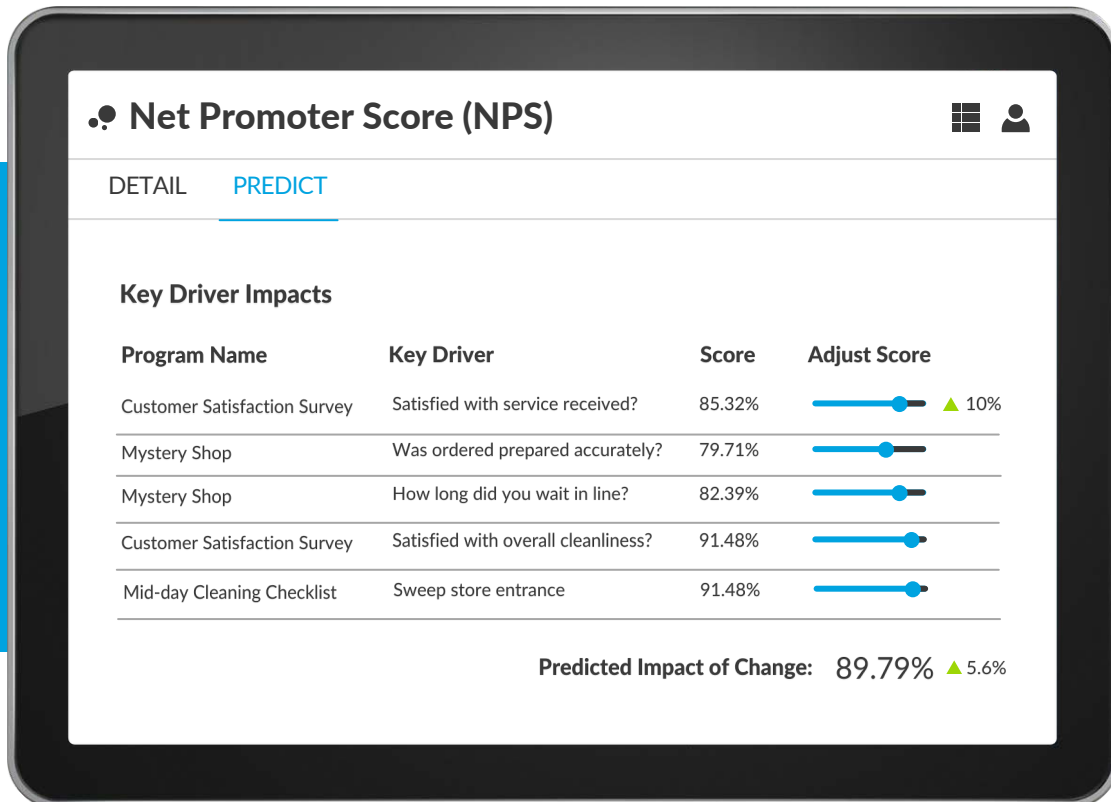 Net Promoter Score (NPS)
DETAIL PREDICT
Key Driver Impacts
Program Name Key Driver Score Adjust Score
Customer Satisfaction Survey Satisfied with service received? 85.32% 10%
Mystery Shop Was ordered prepared accurately? 79.71%
Mystery Shop How long did you wait in line? 82.39%
Customer Satisfaction Survey Satisfied with overall cleanliness? 91.48%
Mid-day Cleaning Checklist Sweep store entrance 91.48%
Predicted Impact of Change: 89.79% 5.6%